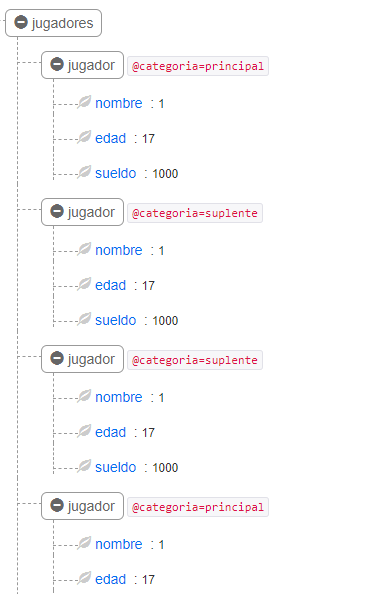 jugadores
jugador @categoria=principal
nombre : 1
edad : 17
sueldo : 1000
jugador @categoria=suplente
nombre : 1
edad : 17
sueldo : 1000
jugador @categoria=suplente
nombre : 1
edad : 17
sueldo : 1000
jugador @categoria=principal
nombre : 1
edad : 17